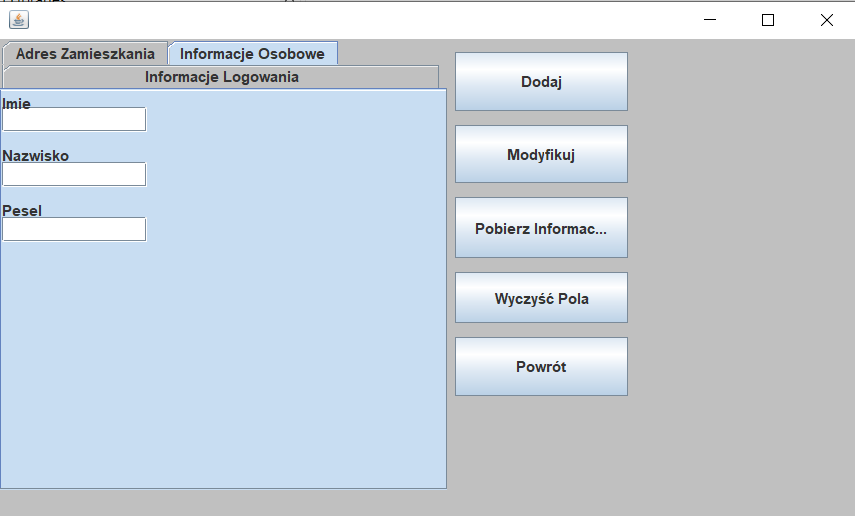 Adres Zamieszkania
Informacje Osobowe
Informacje Logowania
Imie
Nazwisko
Pesel
Dodaj
Modyfikuj
Pobierz Informac...
Wyczyść Pola
Powrót